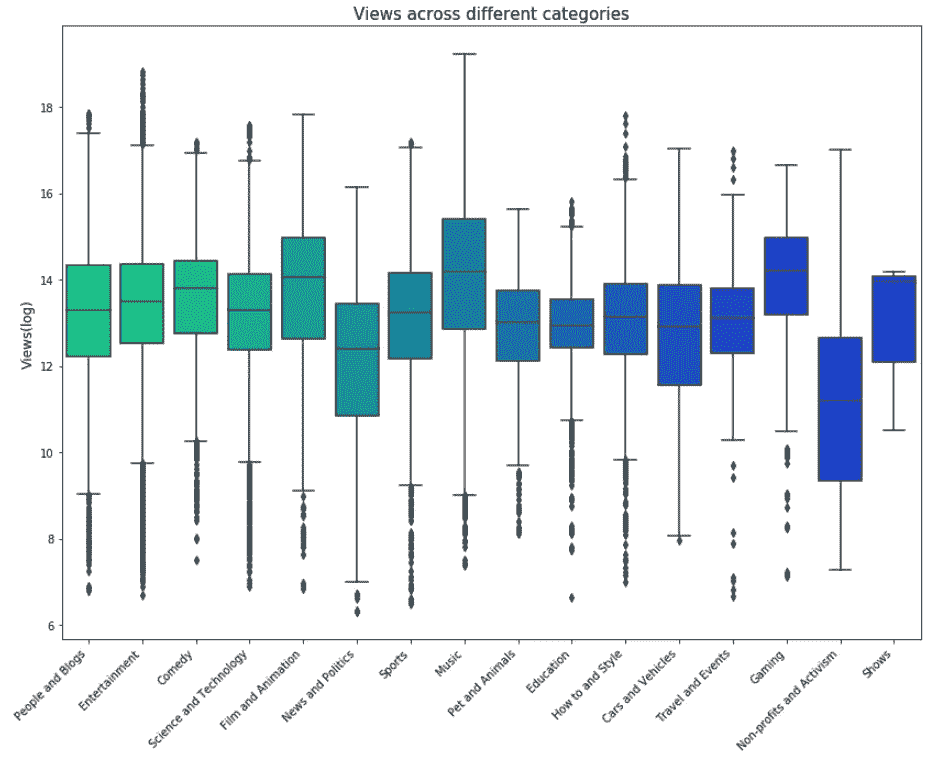 Views across different categories
Views(log)
18
16
14
12
10
8
6
People and Blogs
Entertainment
Comedy
Science and Technology
Film and Animation
News and Politics
Sports
Music
Pet and Animals
Education
How to and Style
Cars and Vehicles
Travel and Events
Gaming
Non-profits and Activism
Shows